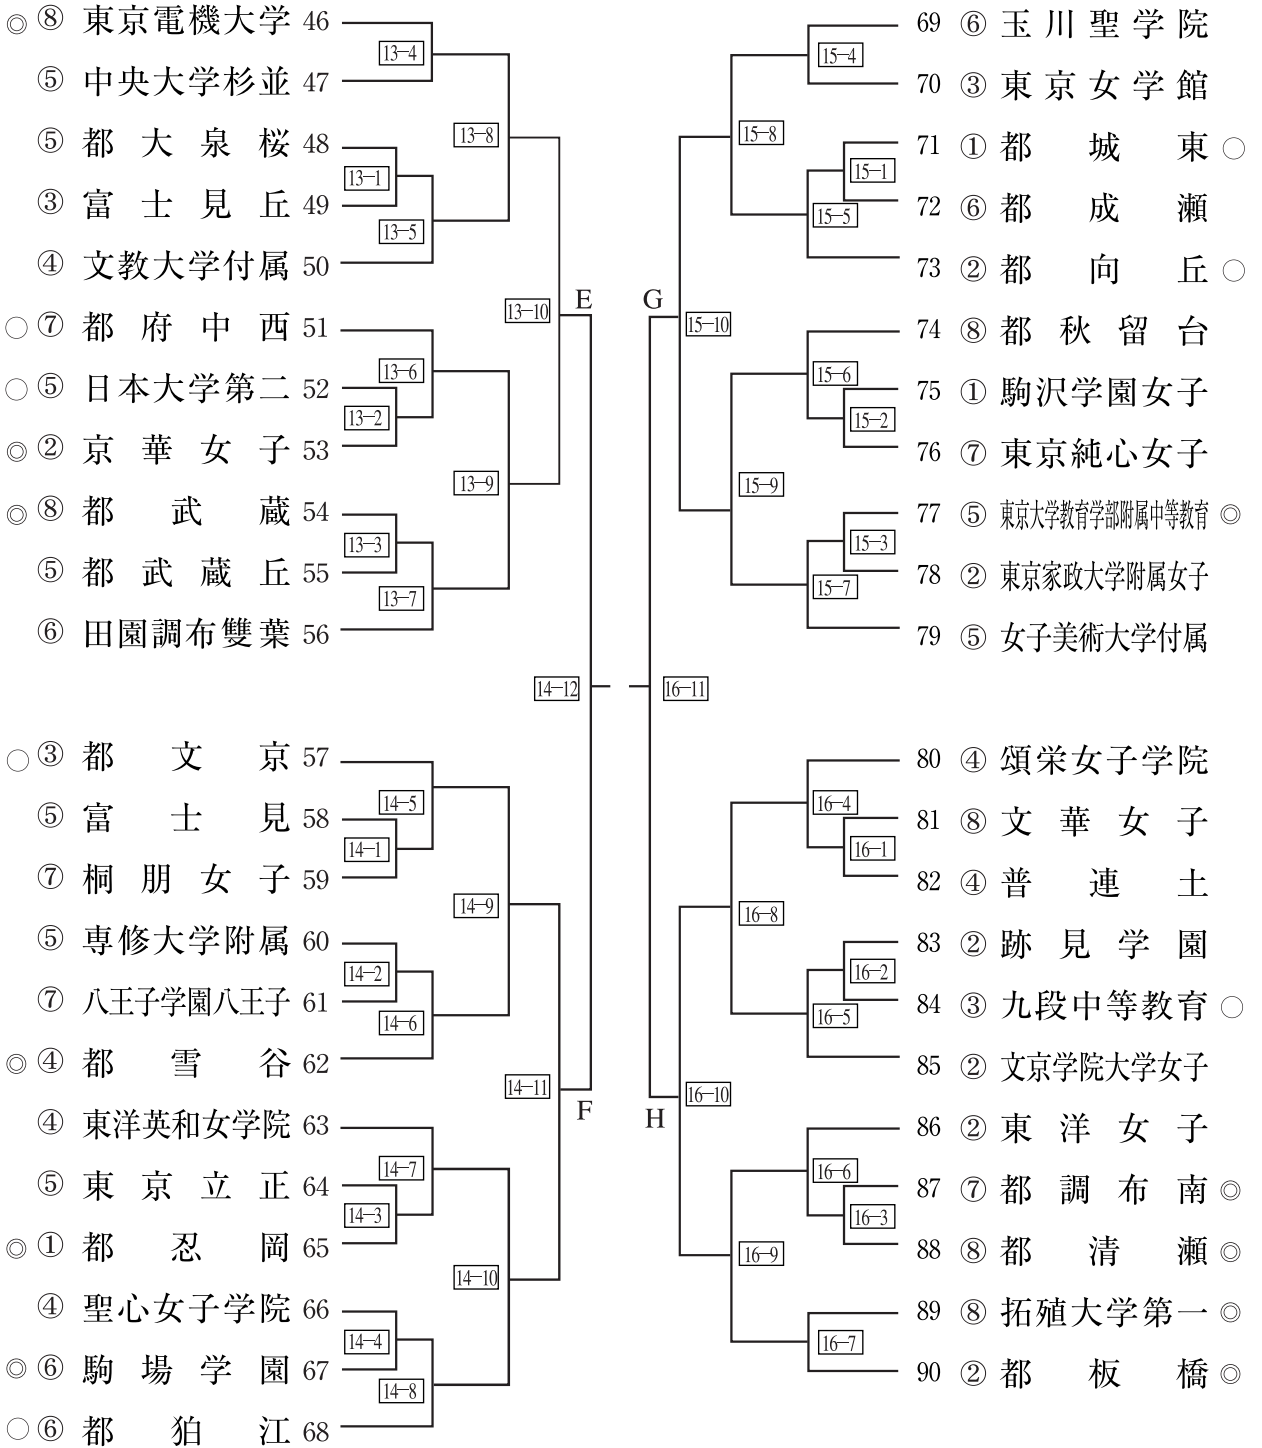 ◎ ⑧ 東京電機大学 46
⑤ 中央大学杉並 47
⑤ 都大泉桜 48
③ 富士見丘 49
④ 文教大学付属 50
○ ⑦ 都府中西 51
○ ⑤ 日本大学第二 52
◎ ② 京華女子 53
◎ ⑧ 都武蔵 54
⑤ 都武蔵丘 55
⑥ 田園調布雙葉 56
○ ③ 都文京 57
⑤ 富士見 58
⑦ 桐朋女子 59
⑤ 専修大学附属 60
⑦ 八王子学園八王子 61
◎ ④ 都雪谷 62
④ 東洋英和女学院 63
⑤ 東京立正 64
◎ ① 都忍岡 65
④ 聖心女子学院 66
◎ ⑥ 駒場学園 67
○ ⑥ 都狛江 68
13-4
13-8
13-1
13-5
13-10
E
13-6
13-2
13-9
13-3
13-7
14-12
14-5
14-1
14-9
14-2
14-6
14-11
F
14-7
14-3
14-10
14-4
14-8
G
15-4
15-8
15-1
15-5
15-10
15-6
15-2
15-9
15-3
15-7
16-11
16-4
16-1
16-8
16-2
16-5
16-10
H
16-6
16-3
16-9
16-7
69 ⑥ 玉川聖学院
70 ③ 東京女学館
71 ① 都城東 ○
72 ⑥ 都成瀬
73 ② 都向丘 ○
74 ⑧ 都秋留台
75 ① 駒沢学園女子
76 ⑦ 東京純心女子
77 ⑤ 東京大学教育学部附属中等教育 ◎
78 ② 東京家政大学附属女子
79 ⑤ 女子美術大学付属
80 ④ 頌栄女子学院
81 ⑧ 文華女子
82 ④ 普連土
83 ② 跡見学園
84 ③ 九段中等教育 ○
85 ② 文京学院大学女子
86 ② 東洋女子
87 ⑦ 都調布南 ◎
88 ⑧ 都清瀬 ◎
89 ⑧ 拓殖大学第一 ◎
90 ② 都板橋 ◎